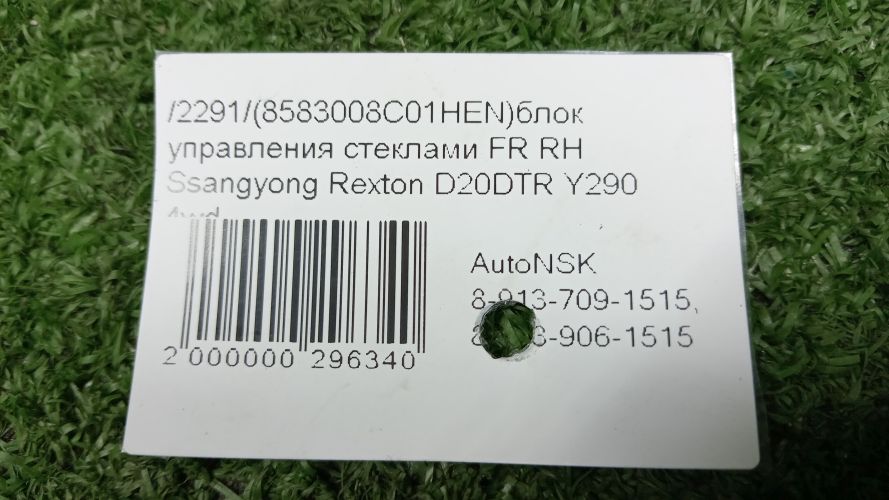 /2291/(8583008C01HEN)блок
управления стеклами FR RH
Ssangyong Rexton D20DTR Y290
4wd
AutoNSK
8-913-709-1515,
906-1515
2 000000 296340